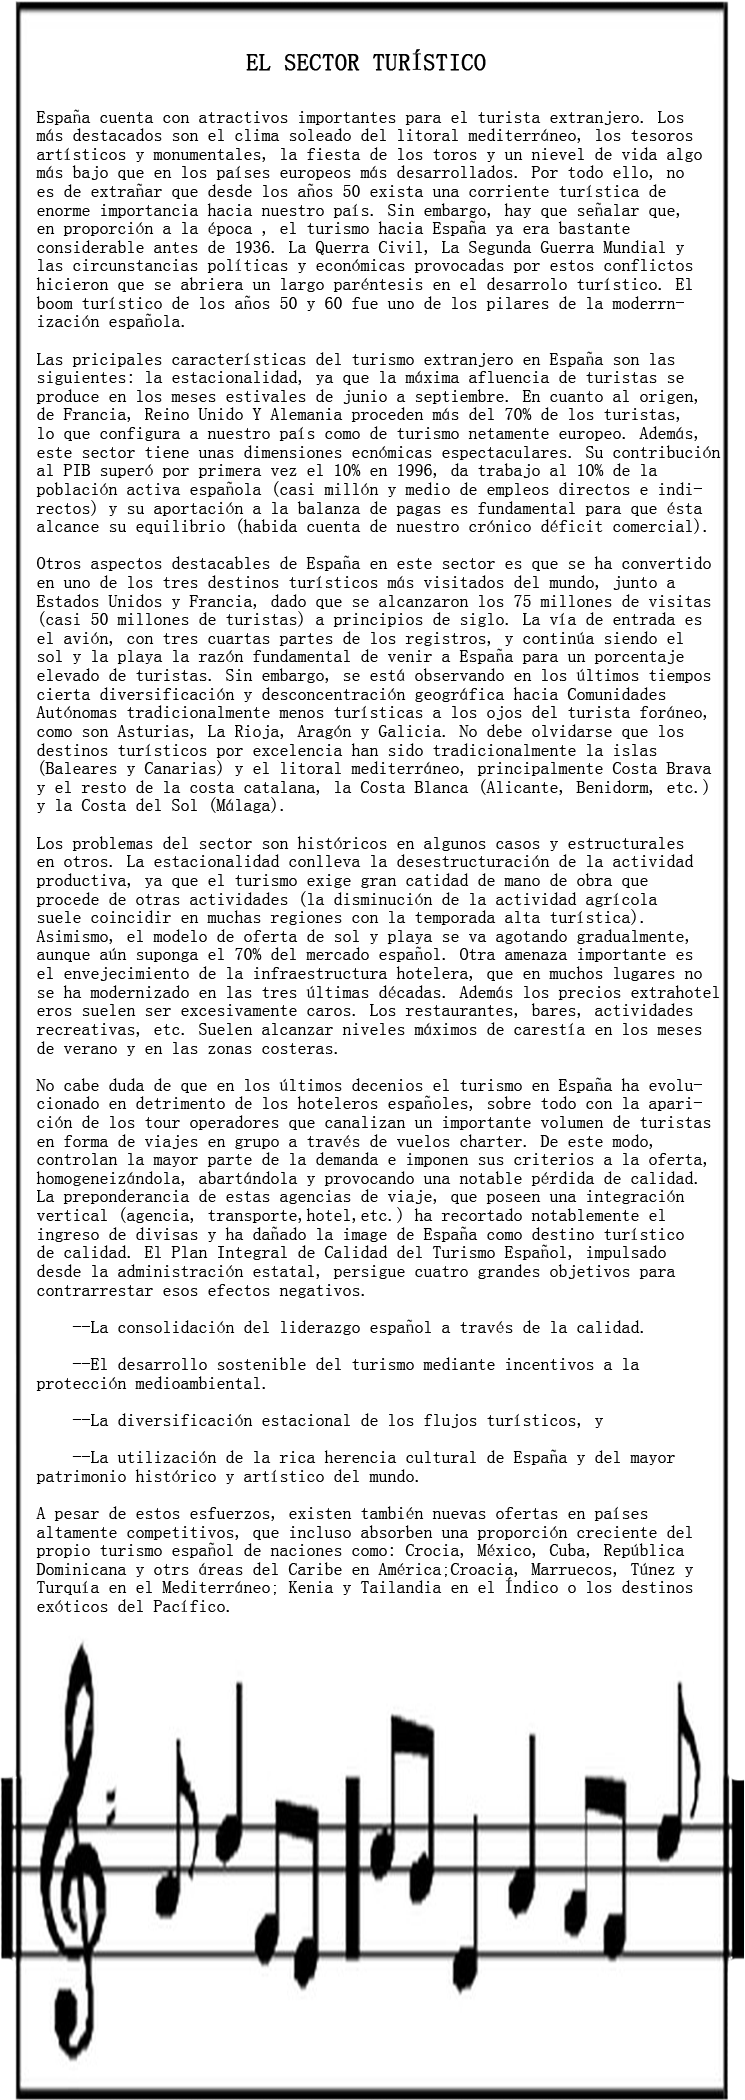 EL SECTOR TURÍSTICO
España cuenta con atractivos importantes para el turista extranjero. Los
más destacados son el clima soleado del litoral mediterráneo, los tesoros
artísticos y monumentales, la fiesta de los toros y un nievel de vida algo
más bajo que en los países europeos más desarrollados. Por todo ello, no
es de extrañar que desde los años 50 exista una corriente turística de
enorme importancia hacia nuestro país. Sin embargo, hay que señalar que,
en proporción a la época , el turismo hacia España ya era bastante
considerable antes de 1936. La Querra Civil, La Segunda Guerra Mundial y
las circunstancias políticas y económicas provocadas por estos conflictos
hicieron que se abriera un largo paréntesis en el desarrolo turístico. El
boom turístico de los años 50 y 60 fue uno de los pilares de la moderrn-
ización española.
Las pricipales características del turismo extranjero en España son las
siguientes: la estacionalidad, ya que la máxima afluencia de turistas se
produce en los meses estivales de junio a septiembre. En cuanto al origen,
de Francia, Reino Unido Y Alemania proceden más del 70% de los turistas,
lo que configura a nuestro país como de turismo netamente europeo. Además,
este sector tiene unas dimensiones ecnómicas espectaculares. Su contribución
al PIB superó por primera vez el 10% en 1996, da trabajo al 10% de la
población activa española (casi millón y medio de empleos directos e indi-
rectos) y su aportación a la balanza de pagas es fundamental para que ésta
alcance su equilibrio (habida cuenta de nuestro crónico déficit comercial).
Otros aspectos destacables de España en este sector es que se ha convertido
en uno de los tres destinos turísticos más visitados del mundo, junto a
Estados Unidos y Francia, dado que se alcanzaron los 75 millones de visitas
(casi 50 millones de turistas) a principios de siglo. La vía de entrada es
el avión, con tres cuartas partes de los registros, y continúa siendo el
sol y la playa la razón fundamental de venir a España para un porcentaje
elevado de turistas. Sin embargo, se está observando en los últimos tiempos
cierta diversificación y desconcentración geográfica hacia Comunidades
Autónomas tradicionalmente menos turísticas a los ojos del turista foráneo,
como son Asturias, La Rioja, Aragón y Galicia. No debe olvidarse que los
destinos turísticos por excelencia han sido tradicionalmente la islas
(Baleares y Canarias) y el litoral mediterráneo, principalmente Costa Brava
y el resto de la costa catalana, la Costa Blanca (Alicante, Benidorm, etc.)
y la Costa del Sol (Málaga).
Los problemas del sector son históricos en algunos casos y estructurales
en otros. La estacionalidad conlleva la desestructuración de la actividad
productiva, ya que el turismo exige gran catidad de mano de obra que
procede de otras actividades (la disminución de la actividad agrícola
suele coincidir en muchas regiones con la temporada alta turística).
Asimismo, el modelo de oferta de sol y playa se va agotando gradualmente,
aunque aún suponga el 70% del mercado español. Otra amenaza importante es
el envejecimiento de la infraestructura hotelera, que en muchos lugares no
se ha modernizado en las tres últimas décadas. Además los precios extrahotel
eros suelen ser excesivamente caros. Los restaurantes, bares, actividades
recreativas, etc. Suelen alcanzar niveles máximos de carestía en los meses
de verano y en las zonas costeras.
No cabe duda de que en los últimos decenios el turismo en España ha evolu-
cionado en detrimento de los hoteleros españoles, sobre todo con la apari-
ción de los tour operadores que canalizan un importante volumen de turistas
en forma de viajes en grupo a través de vuelos charter. De este modo,
controlan la mayor parte de la demanda e imponen sus criterios a la oferta,
homogeneizándola, abartándola y provocando una notable pérdida de calidad.
La preponderancia de estas agencias de viaje, que poseen una integración
vertical (agencia, transporte,hotel,etc.) ha recortado notablemente el
ingreso de divisas y ha dañado la image de España como destino turístico
de calidad. El Plan Integral de Calidad del Turismo Español, impulsado
desde la administración estatal, persigue cuatro grandes objetivos para
contrarrestar esos efectos negativos.
--La consolidación del liderazgo español a través de la calidad.
--El desarrollo sostenible del turismo mediante incentivos a la
protección medioambiental.
--La diversificación estacional de los flujos turísticos, y
--La utilización de la rica herencia cultural de España y del mayor
patrimonio histórico y artístico del mundo.
A pesar de estos esfuerzos, existen también nuevas ofertas en países
altamente competitivos, que incluso absorben una proporción creciente del
propio turismo español de naciones como: Crocia, México, Cuba, República
Dominicana y otrs áreas del Caribe en América;Croacia, Marruecos, Túnez y
Turquía en el Mediterráneo; Kenia y Tailandia en el Índico o los destinos
exóticos del Pacífico.